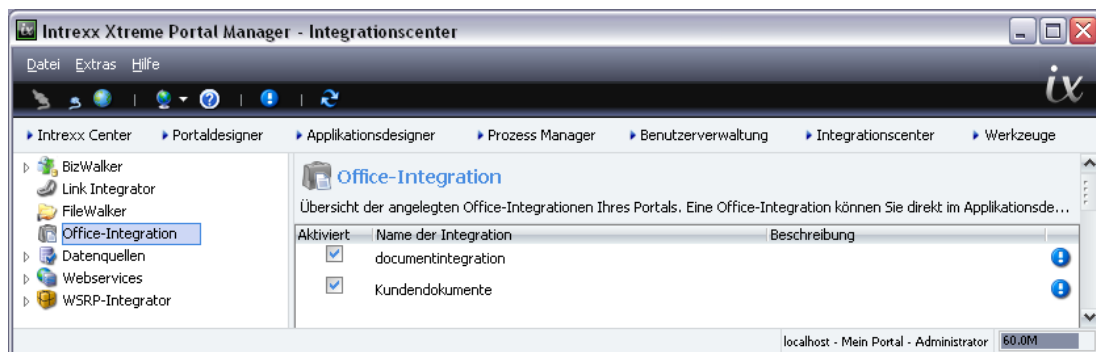 Intrexx Xtreme Portal Manager - Integrationscenter
Datei Extras Hilfe
ix
Intrexx Center Portaldesigner Applikationsdesigner Prozess Manager Benutzerverwaltung Integrationscenter Werkzeuge
BizWalker
Link Integrator
FileWalker
Office-Integration
Datenquellen
Webservices
WSRP-Integrator
Office-Integration
Übersicht der angelegten Office-Integrationen Ihres Portals. Eine Office-Integration können Sie direkt im Applikationsde...
Aktiviert Name der Integration Beschreibung
documentintegration
Kundendokumente
localhost - Mein Portal - Administrator 60.0M